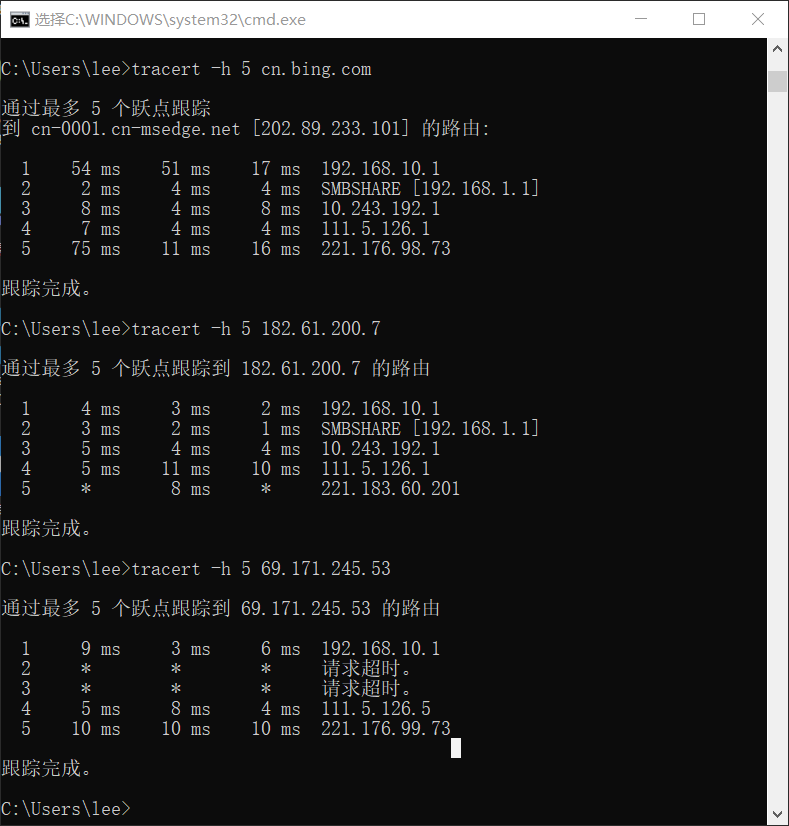 选择C:\WINDOWS\system32\cmd.exe
C:\Users\lee>tracert -h 5 cn.bing.com
通过最多 5 个跃点跟踪
到 cn-0001.cn-msedge.net [202.89.233.101] 的路由:
1 54 ms 51 ms 17 ms 192.168.10.1
2 2 ms 4 ms 4 ms SMBSHARE [192.168.1.1]
3 8 ms 4 ms 8 ms 10.243.192.1
4 7 ms 4 ms 4 ms 111.5.126.1
5 75 ms 11 ms 16 ms 221.176.98.73
跟踪完成。
C:\Users\lee>tracert -h 5 182.61.200.7
通过最多 5 个跃点跟踪到 182.61.200.7 的路由
1 4 ms 3 ms 2 ms 192.168.10.1
2 3 ms 2 ms 1 ms SMBSHARE [192.168.1.1]
3 5 ms 4 ms 4 ms 10.243.192.1
4 5 ms 11 ms 10 ms 111.5.126.1
5 * 8 ms * 221.183.60.201
跟踪完成。
C:\Users\lee>tracert -h 5 69.171.245.53
通过最多 5 个跃点跟踪到 69.171.245.53 的路由
1 9 ms 3 ms 6 ms 192.168.10.1
2 * * * 请求超时。
3 * * * 请求超时。
4 5 ms 8 ms 4 ms 111.5.126.5
5 10 ms 10 ms 10 ms 221.176.99.73
跟踪完成。
C:\Users\lee>